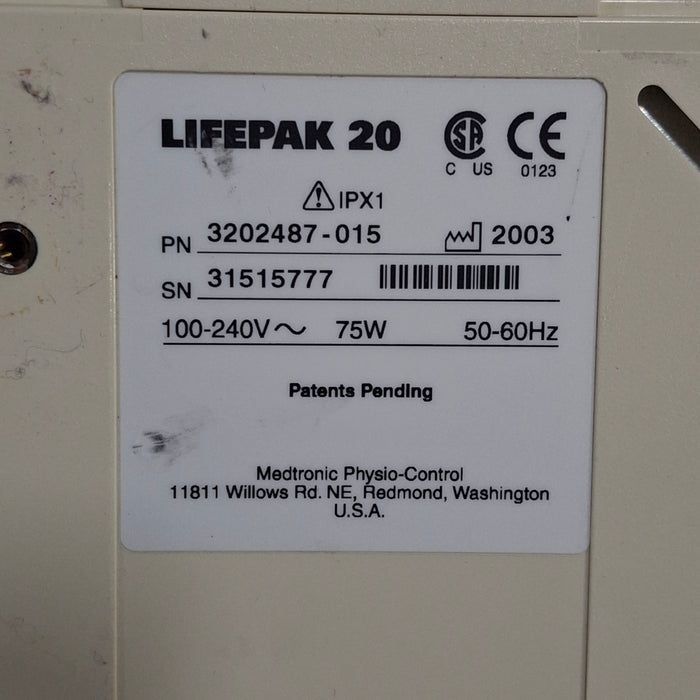 LIFEPAK 20
C US
CE
0123
IPX1
PN 3202487-015 2003
SN 31515777
100-240V~ 75W 50-60Hz
Patents Pending
Medtronic Physio-Control
11811 Willows Rd. NE, Redmond, Washington
U.S.A.